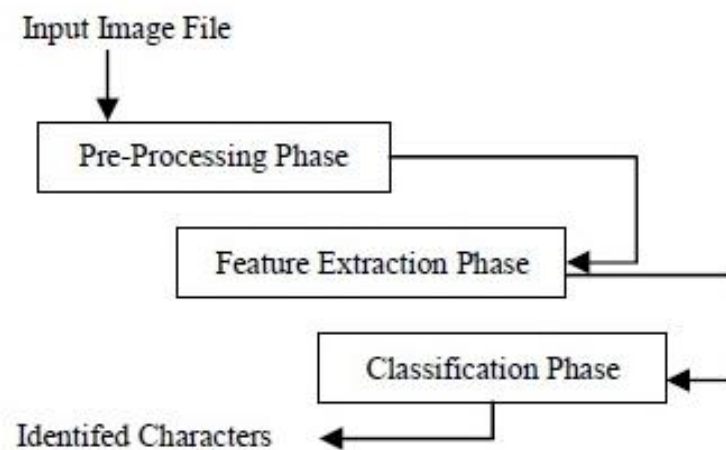 Input Image File
Pre-Processing Phase
Feature Extraction Phase
Classification Phase
Identifed Characters